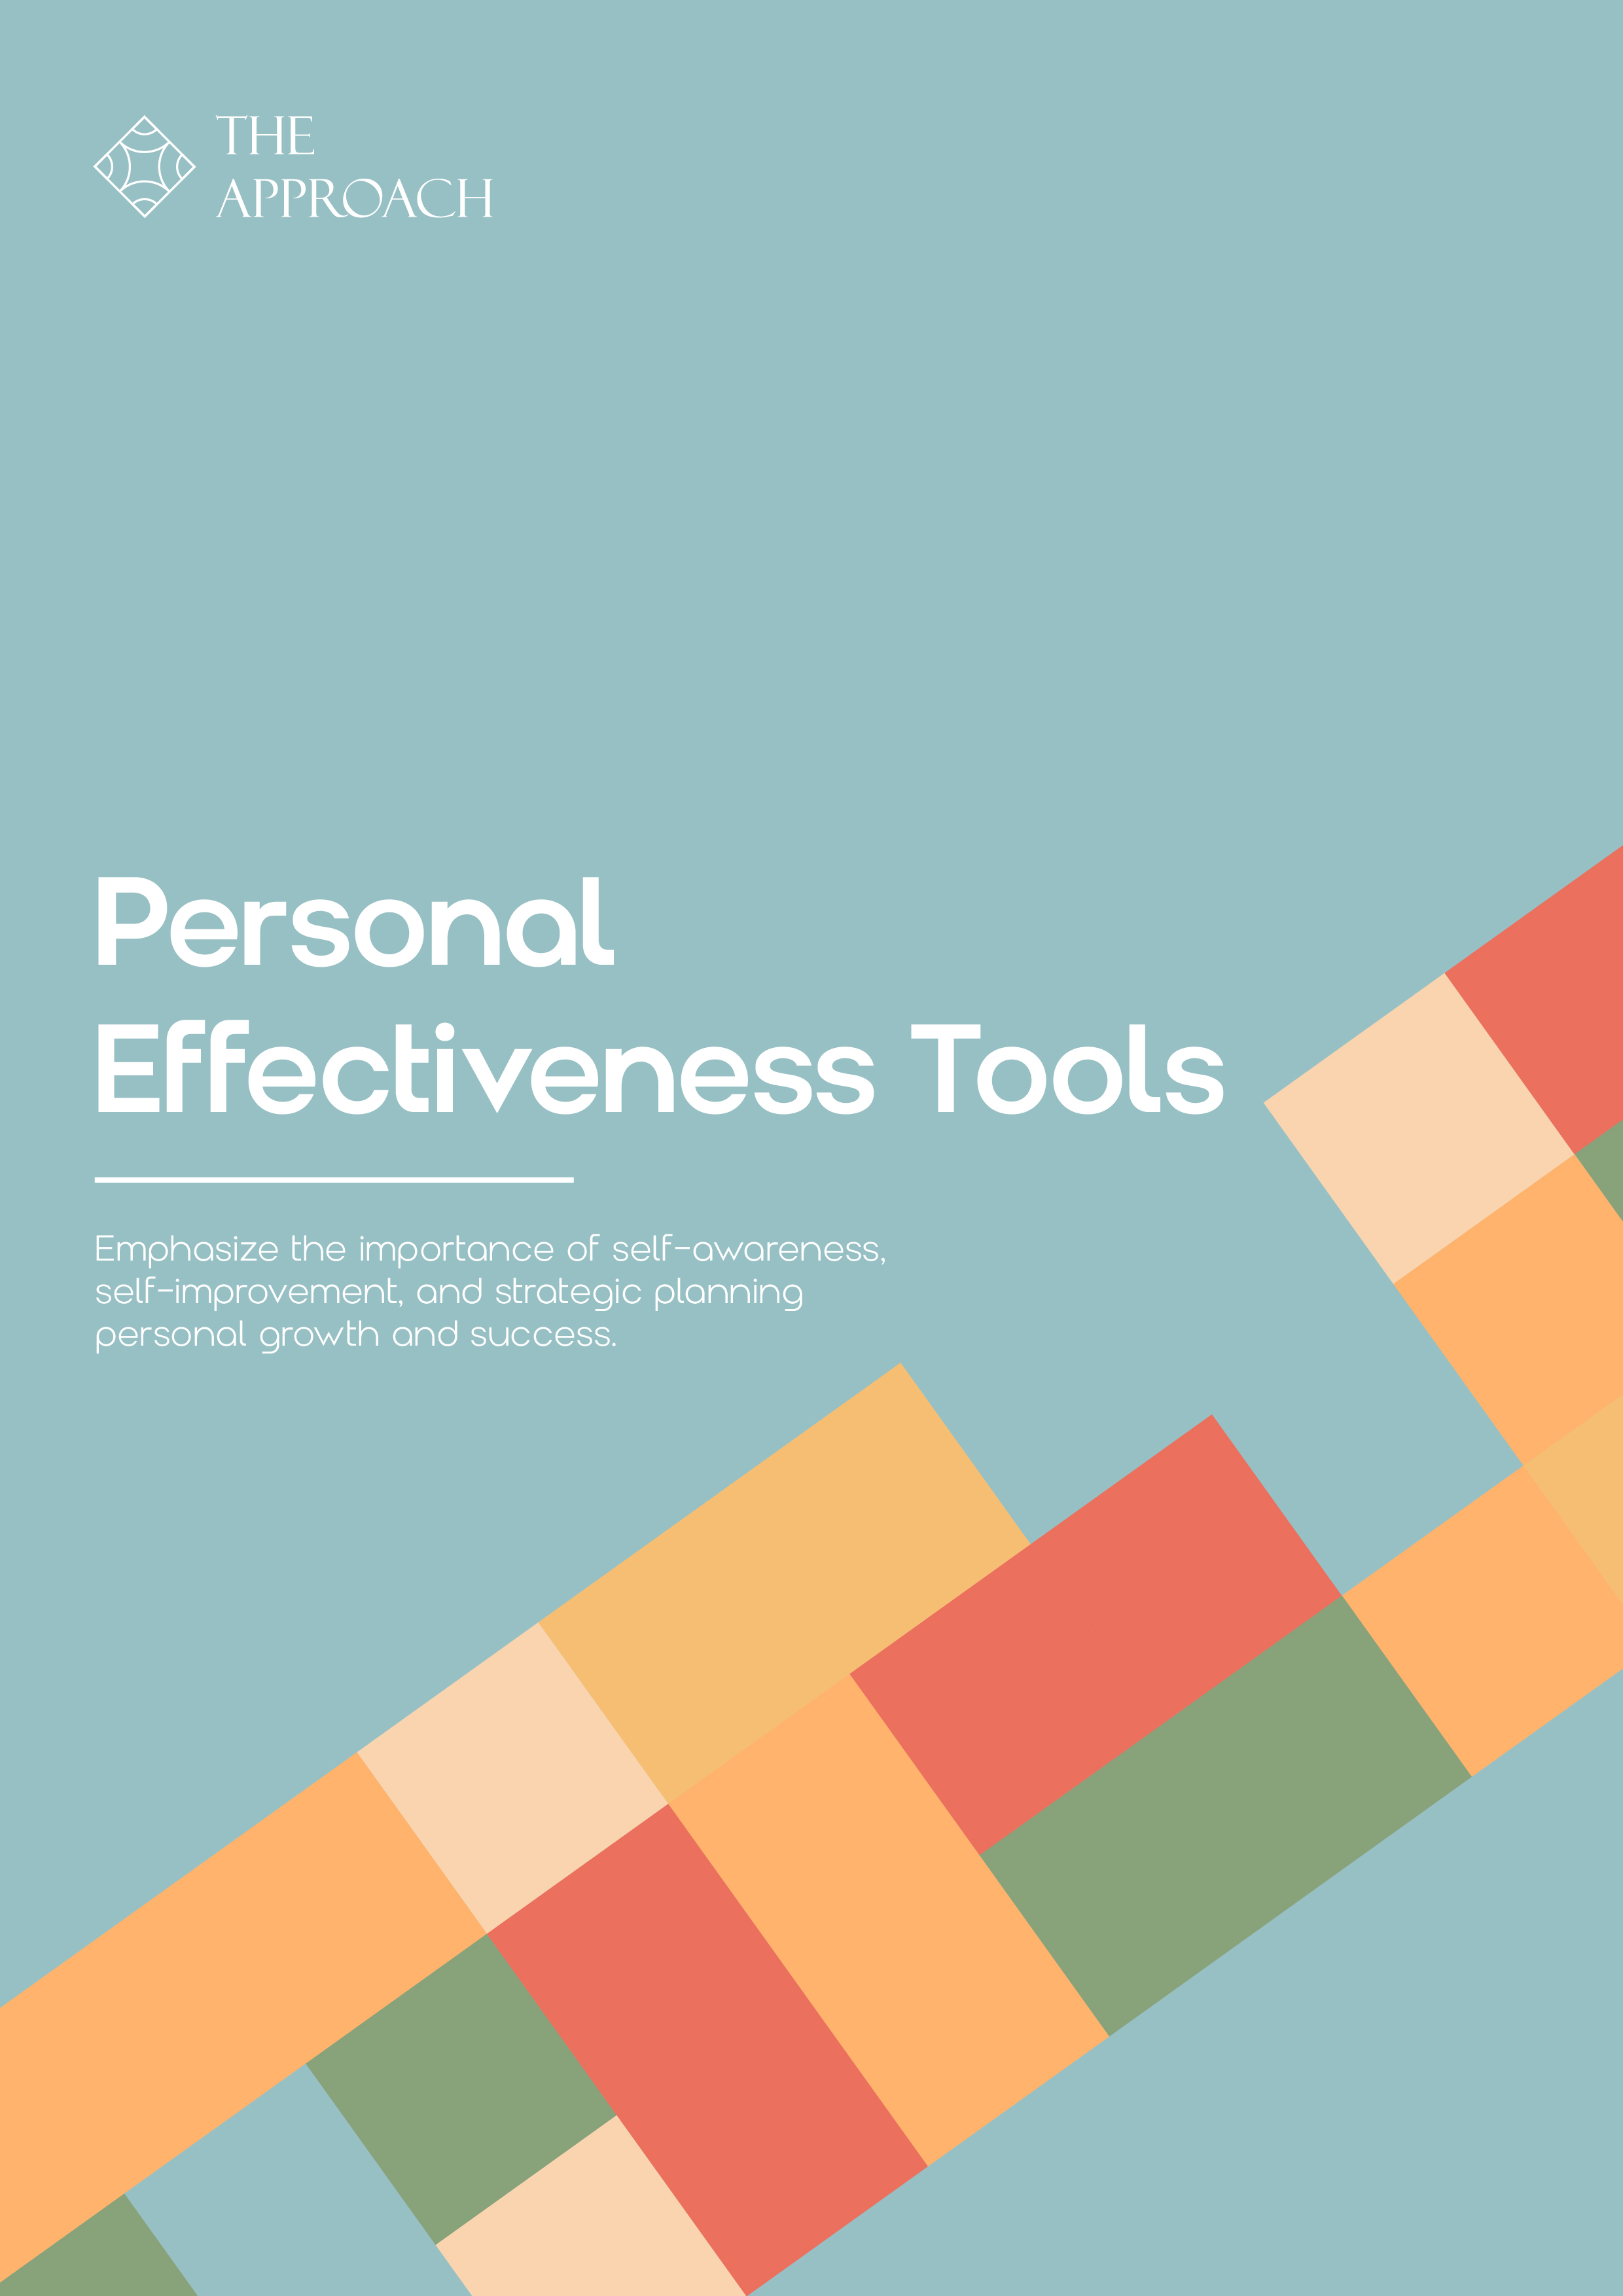 THE
APPROACH
Personal
Effectiveness Tools
Emphasize the importance of self-awareness,
self-improvement, and strategic planning
personal growth and success.